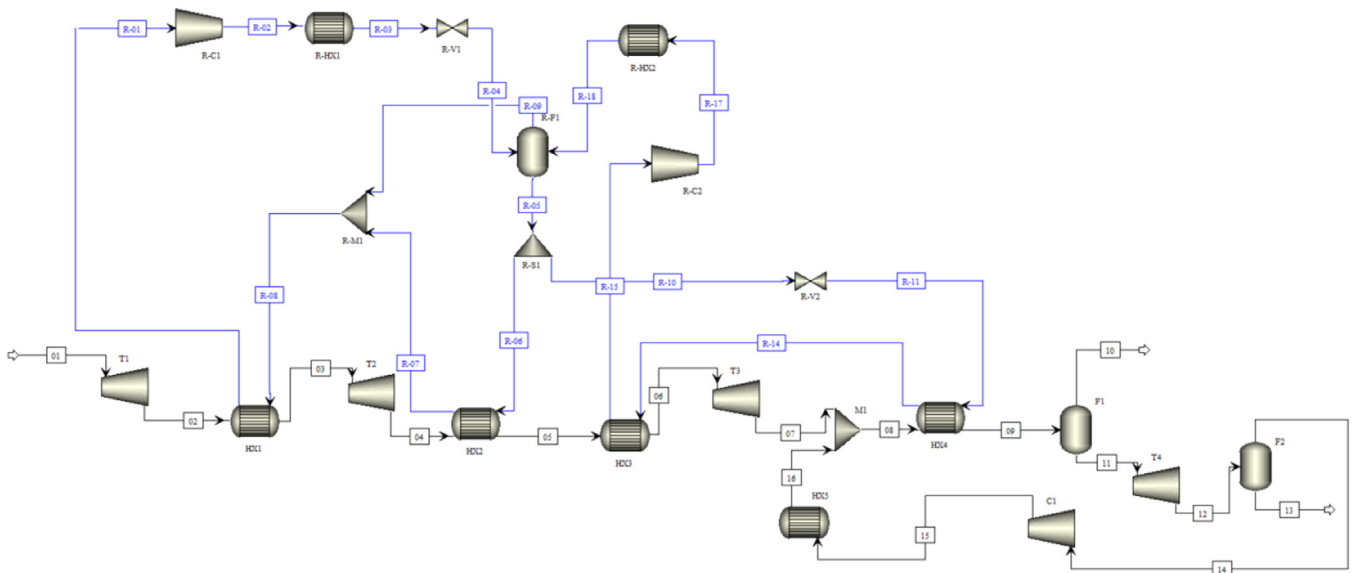 R-01
R-02
R-03
R-C1
R-HX1
R-V1
R-HX2
R-04
R-18
R-17
R-09
R-F1
R-C2
R-05
R-M1
R-S1
R-08
R-15
R-10
R-11
R-V2
R-07
R-06
R-14
01
T1
03
T2
06
T3
10
02
HX1
04
HX2
05
HX3
07
M1
08
HX4
09
F1
11
T4
F2
12
13
16
HX5
15
C1
14